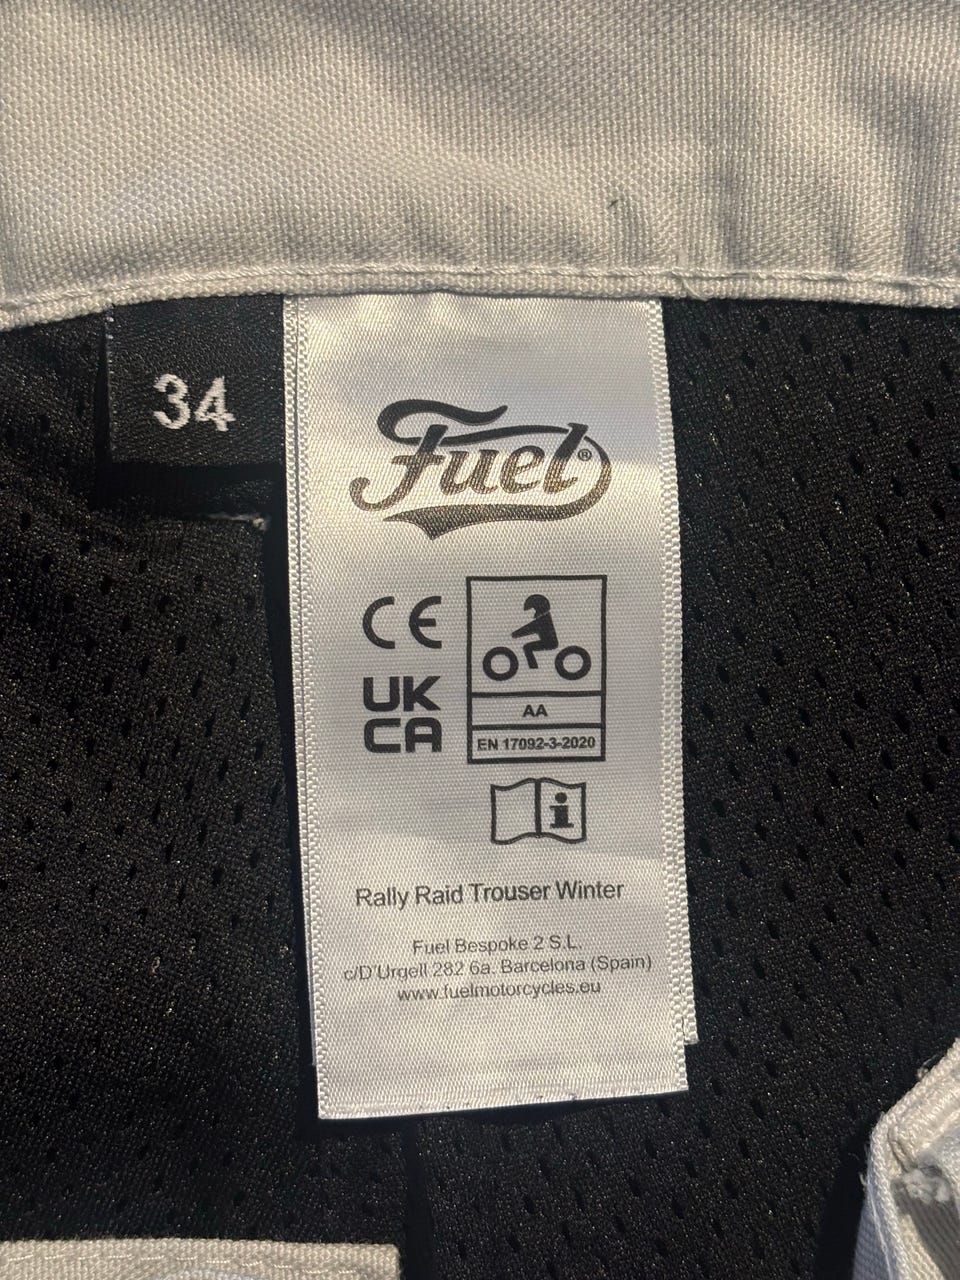 34
Fuel®
CE
UK
CA
AA
EN 17092-3-2020
i
Rally Raid Trouser Winter
Fuel Bespoke 2 S.L.
c/D'Urgell 282 6a. Barcelona (Spain)
www.fuelmotorcycles.eu